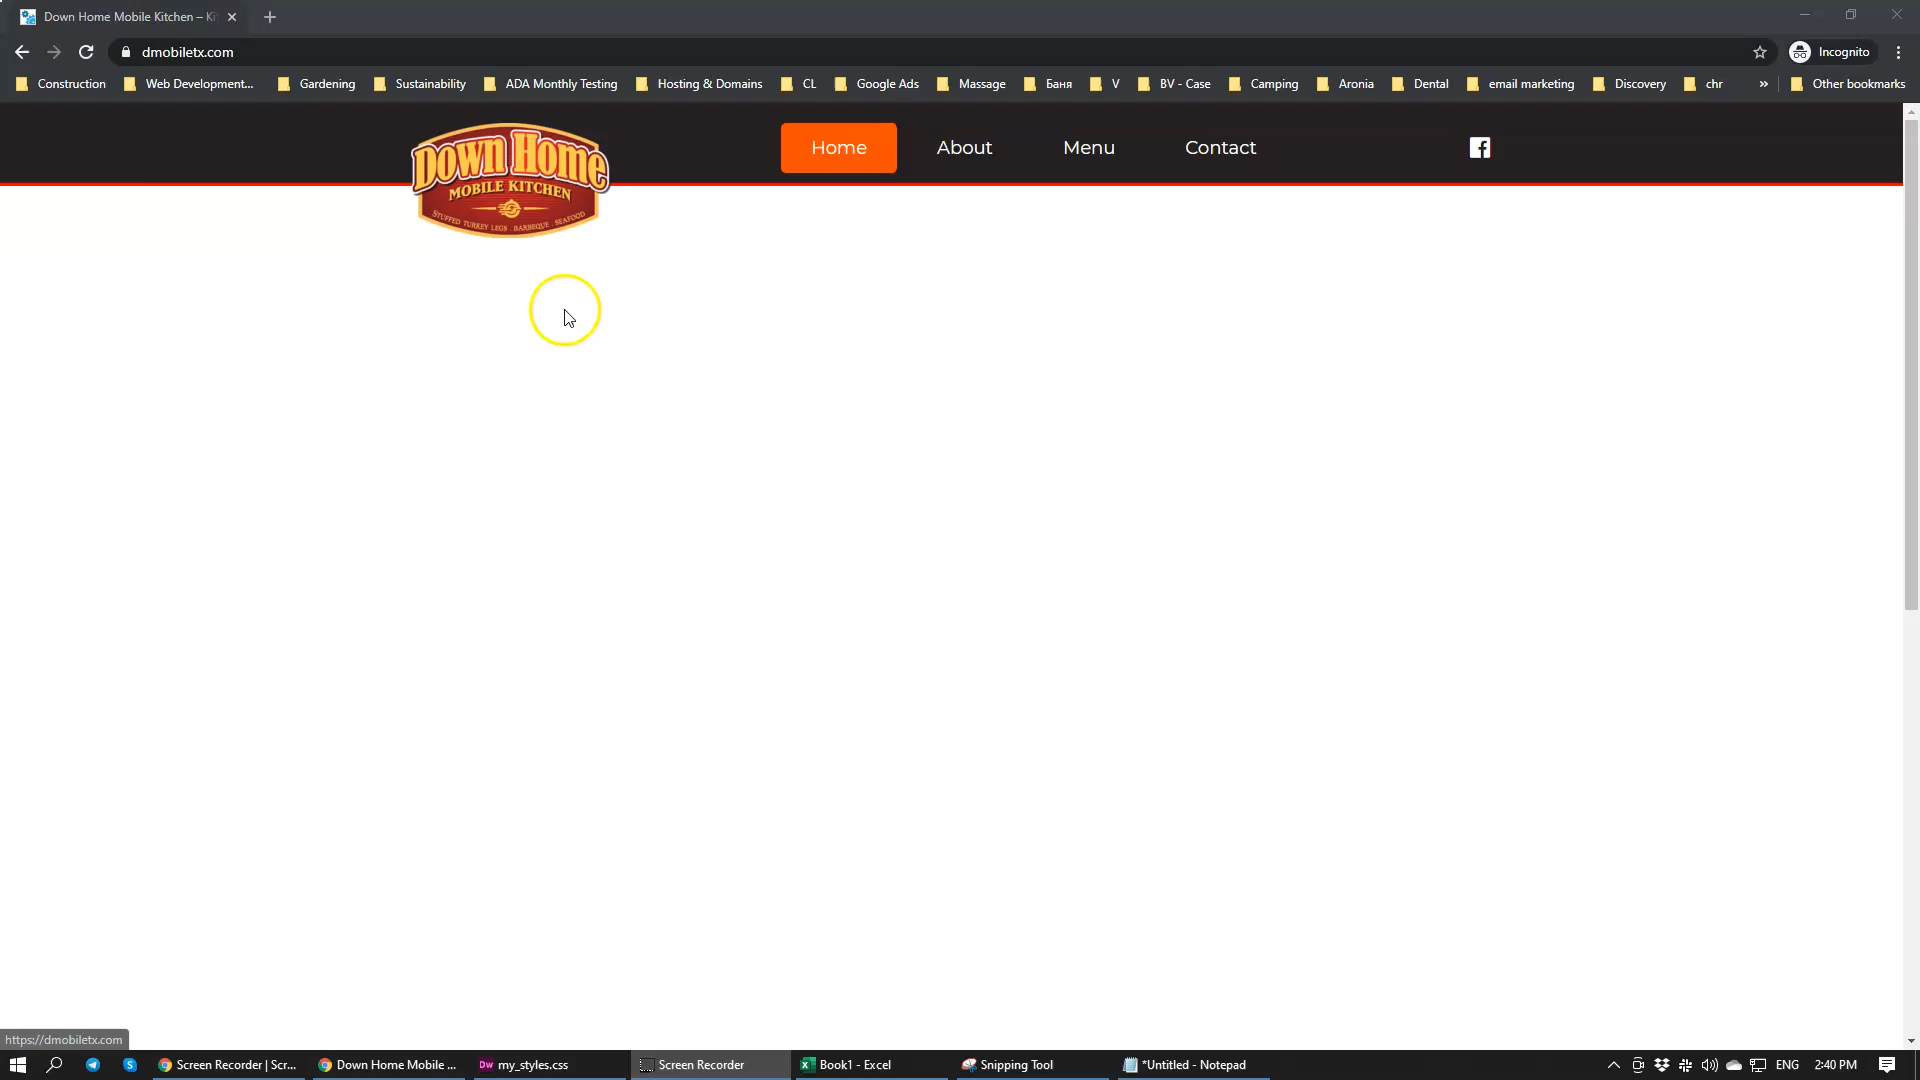 Down Home Mobile Kitchen – Ki
dmobiletx.com
Incognito
Construction
Web Development...
Gardening
Sustainability
ADA Monthly Testing
Hosting & Domains
CL
Google Ads
Massage
Баня
V
BV - Case
Camping
Aronia
Dental
email marketing
Discovery
chr
»
Other bookmarks
Down Home
MOBILE KITCHEN
STUFFED TURKEY LEGS . BARBEQUE . SEAFOOD
Home
About
Menu
Contact
https://dmobiletx.com
Screen Recorder | Scr...
Down Home Mobile ...
Dw my_styles.css
Screen Recorder
Book1 - Excel
Snipping Tool
*Untitled - Notepad
ENG
2:40 PM